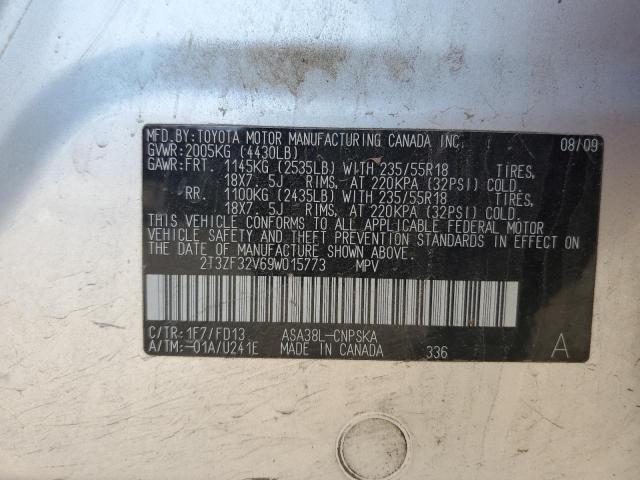 MFD.BY:TOYOTA MOTOR MANUFACTURING CANADA INC. 08/09
GVWR:2005KG (4430LB)
GAWR:FRT. 1145KG (2535LB) WITH 235/55R18 TIRES,
18X7.5J RIMS, AT 220KPA (32PSI) COLD.
RR. 1100KG (2435LB) WITH 235/55R18 TIRES,
18X7.5J RIMS, AT 220KPA (32PSI) COLD.
THIS VEHICLE CONFORMS TO ALL APPLICABLE FEDERAL MOTOR
VEHICLE SAFETY AND THEFT PREVENTION STANDARDS IN EFFECT
ON THE DATE OF MANUFACTURE SHOWN ABOVE.
2T3ZF32V69W015773 MPV
C/TR:1F7/FD13 ASA38L-CNPSKA
A/TM:-01A/U241E MADE IN CANADA 336 A